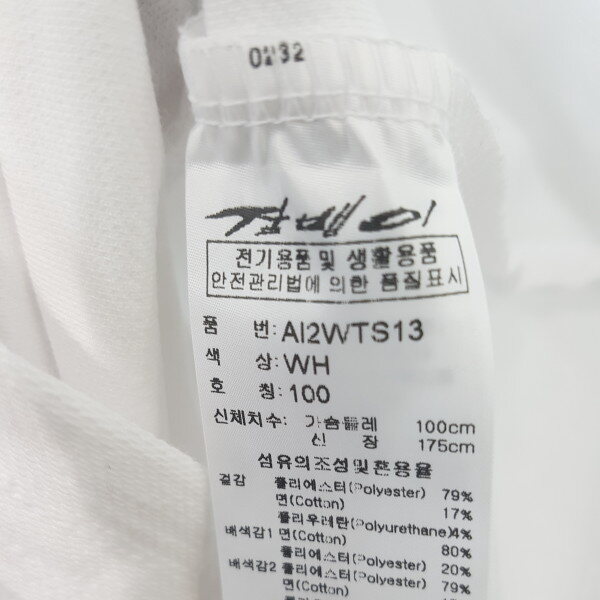 전기용품 및 생활용품
안전관리법에 의한 품질표시
품 번: AI2WTS13
색 상: WH
호 칭: 100
신체치수: 가슴둘레 100cm
신 장 175cm
섬유의조성및혼용율
겉감 폴리에스터(Polyester) 79%
면(Cotton) 17%
폴리우레탄(Polyurethane)4%
배색감1 면(Cotton) 80%
폴리에스터(Polyester) 20%
배색감2 폴리에스터(Polyester) 79%
면(Cotton)